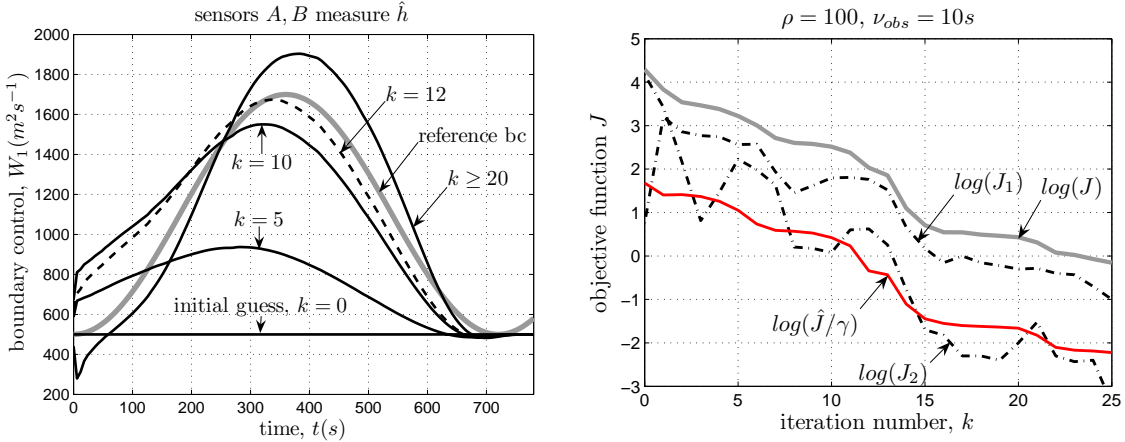 sensors A, B measure ĥ
boundary control, W₁(m²s⁻¹)
2000
1800
1600
1400
1200
1000
800
600
400
200
k = 12
reference bc
k = 10
k ≥ 20
k = 5
initial guess, k = 0
0 100 200 300 400 500 600 700
time, t(s)
ρ = 100, ν_obs = 10s
objective function J
5
4
3
2
1
0
−1
−2
−3
log(J₁)
log(J)
log(Ĵ/γ)
log(J₂)
0 5 10 15 20 25
iteration number, k